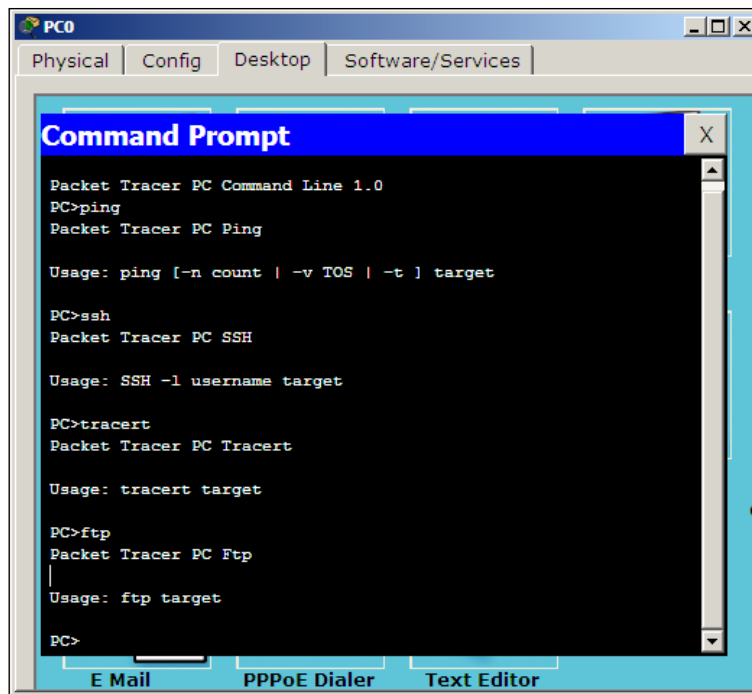 PC0
Physical Config Desktop Software/Services
Command Prompt
X
Packet Tracer PC Command Line 1.0
PC>ping
Packet Tracer PC Ping
Usage: ping [-n count | -v TOS | -t ] target
PC>ssh
Packet Tracer PC SSH
Usage: SSH -l username target
PC>tracert
Packet Tracer PC Tracert
Usage: tracert target
PC>ftp
Packet Tracer PC Ftp
Usage: ftp target
PC>
E Mail PPPoE Dialer Text Editor